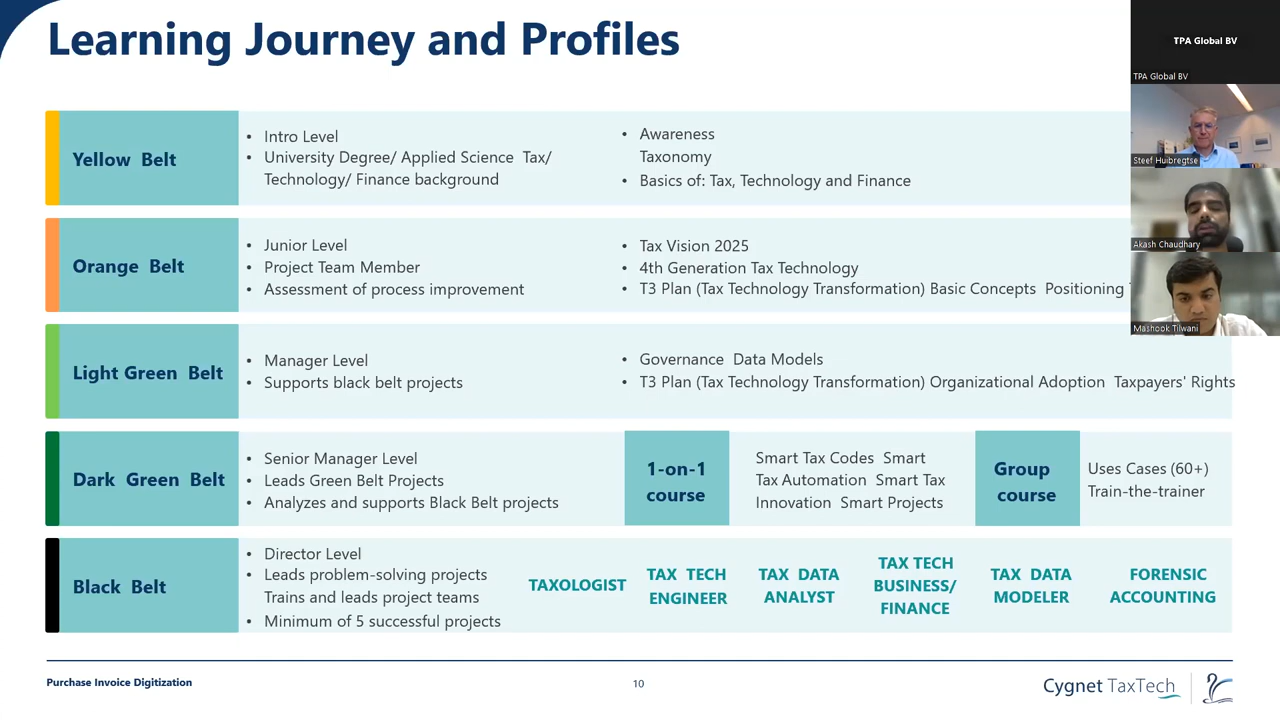 Learning Journey and Profiles
TPA Global BV
TPA Global BV
Steef Huibregtse
Akash Chaudhary
Mashook Tilwani
Yellow Belt
• Intro Level
• University Degree/ Applied Science Tax/
Technology/ Finance background
• Awareness
Taxonomy
• Basics of: Tax, Technology and Finance
Orange Belt
• Junior Level
• Project Team Member
• Assessment of process improvement
• Tax Vision 2025
• 4th Generation Tax Technology
• T3 Plan (Tax Technology Transformation) Basic Concepts Positioning
Light Green Belt
• Manager Level
• Supports black belt projects
• Governance Data Models
• T3 Plan (Tax Technology Transformation) Organizational Adoption Taxpayers' Rights
Dark Green Belt
• Senior Manager Level
• Leads Green Belt Projects
• Analyzes and supports Black Belt projects
1-on-1
course
Smart Tax Codes Smart
Tax Automation Smart Tax
Innovation Smart Projects
Group
course
Uses Cases (60+)
Train-the-trainer
Black Belt
• Director Level
• Leads problem-solving projects
Trains and leads project teams
• Minimum of 5 successful projects
TAXOLOGIST
TAX TECH
ENGINEER
TAX DATA
ANALYST
TAX TECH
BUSINESS/
FINANCE
TAX DATA
MODELER
FORENSIC
ACCOUNTING
Purchase Invoice Digitization
10
Cygnet TaxTech